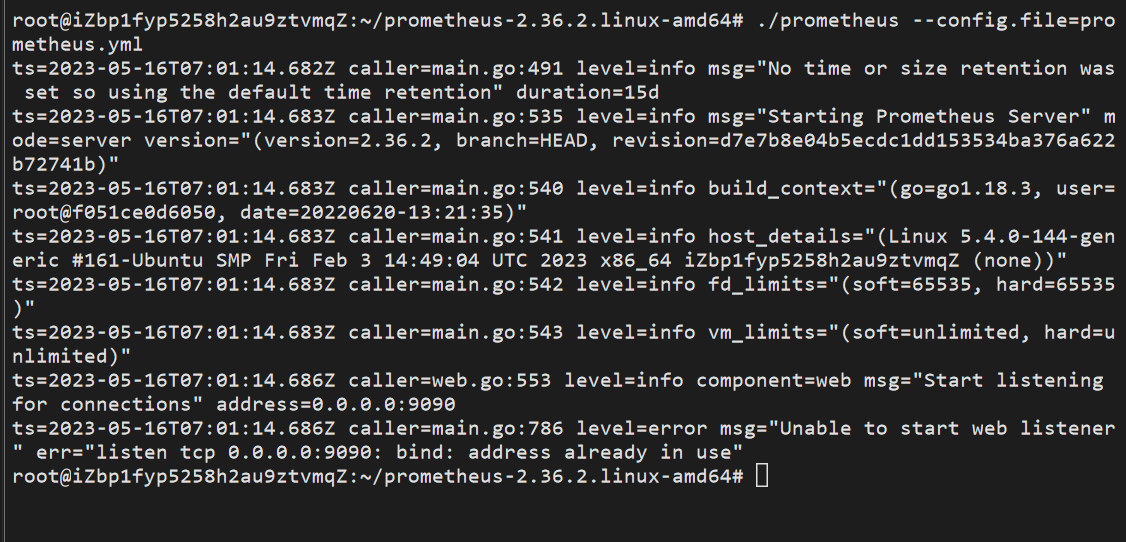 root@iZbp1fyp5258h2au9ztvmqZ:~/prometheus-2.36.2.linux-amd64# ./prometheus --config.file=pro
metheus.yml
ts=2023-05-16T07:01:14.682Z caller=main.go:491 level=info msg="No time or size retention was
 set so using the default time retention" duration=15d
ts=2023-05-16T07:01:14.683Z caller=main.go:535 level=info msg="Starting Prometheus Server" m
ode=server version="(version=2.36.2, branch=HEAD, revision=d7e7b8e04b5ecdc1dd153534ba376a622
b72741b)"
ts=2023-05-16T07:01:14.683Z caller=main.go:540 level=info build_context="(go=go1.18.3, user=
root@f051ce0d6050, date=20220620-13:21:35)"
ts=2023-05-16T07:01:14.683Z caller=main.go:541 level=info host_details="(Linux 5.4.0-144-gen
eric #161-Ubuntu SMP Fri Feb 3 14:49:04 UTC 2023 x86_64 iZbp1fyp5258h2au9ztvmqZ (none))"
ts=2023-05-16T07:01:14.683Z caller=main.go:542 level=info fd_limits="(soft=65535, hard=65535
)"
ts=2023-05-16T07:01:14.683Z caller=main.go:543 level=info vm_limits="(soft=unlimited, hard=u
nlimited)"
ts=2023-05-16T07:01:14.686Z caller=web.go:553 level=info component=web msg="Start listening 
for connections" address=0.0.0.0:9090
ts=2023-05-16T07:01:14.686Z caller=main.go:786 level=error msg="Unable to start web listener
" err="listen tcp 0.0.0.0:9090: bind: address already in use"
root@iZbp1fyp5258h2au9ztvmqZ:~/prometheus-2.36.2.linux-amd64#